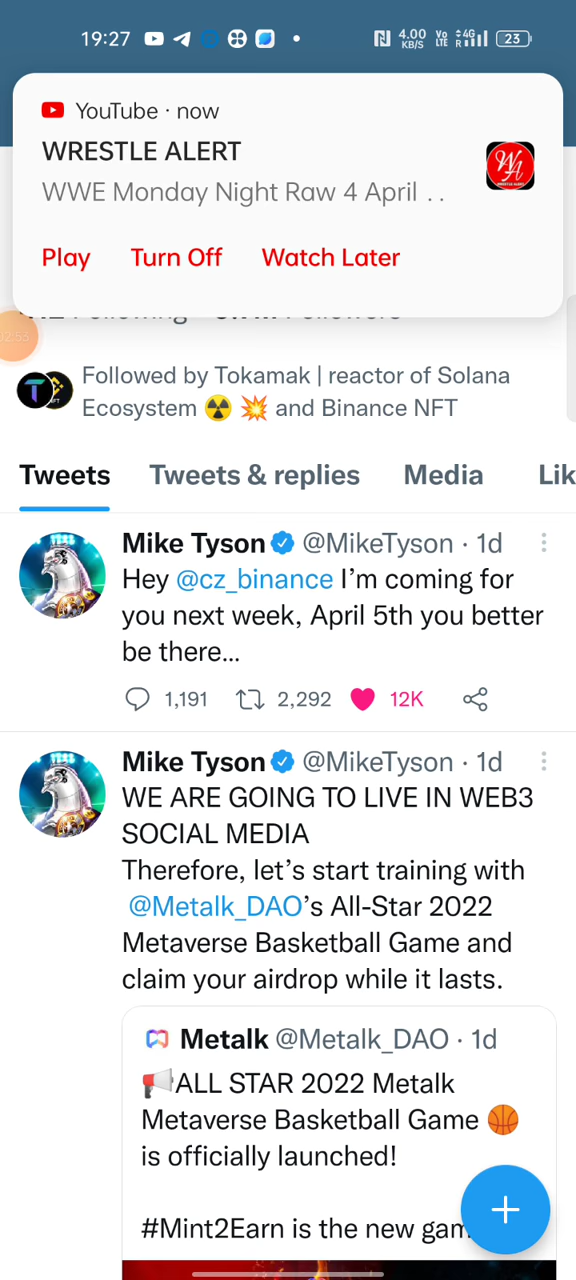 19:27
4.00
KB/S
Vo
LTE
4G
R
23
YouTube · now
WRESTLE ALERT
WWE Monday Night Raw 4 April . .
Play Turn Off Watch Later
02:53
Followed by Tokamak | reactor of Solana
Ecosystem ☢️ 💥 and Binance NFT
Tweets Tweets & replies Media Lik
Mike Tyson @MikeTyson · 1d
Hey @cz_binance I’m coming for
you next week, April 5th you better
be there...
1,191 2,292 12K
Mike Tyson @MikeTyson · 1d
WE ARE GOING TO LIVE IN WEB3
SOCIAL MEDIA
Therefore, let’s start training with
@Metalk_DAO’s All-Star 2022
Metaverse Basketball Game and
claim your airdrop while it lasts.
Metalk @Metalk_DAO · 1d
📢ALL STAR 2022 Metalk
Metaverse Basketball Game 🏀
is officially launched!
#Mint2Earn is the new gam